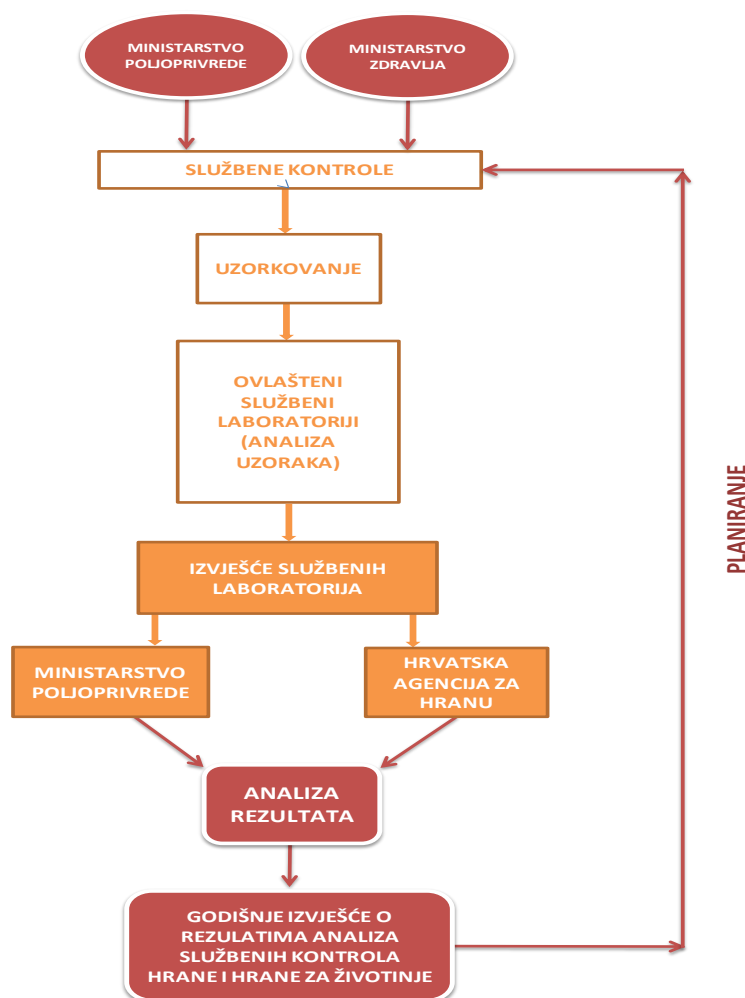 MINISTARSTVO
POLJOPRIVREDE
MINISTARSTVO
ZDRAVLJA
SLUŽBENE KONTROLE
UZORKOVANJE
OVLAŠTENI
SLUŽBENI
LABORATORIJI
(ANALIZA
UZORAKA)
PLANIRANJE
IZVJEŠĆE SLUŽBENIH
LABORATORIJA
MINISTARSTVO
POLJOPRIVREDE
HRVATSKA
AGENCIJA ZA
HRANU
ANALIZA
REZULTATA
GODIŠNJE IZVJEŠĆE O
REZULATIMA ANALIZA
SLUŽBENIH KONTROLA
HRANE I HRANE ZA ŽIVOTINJE